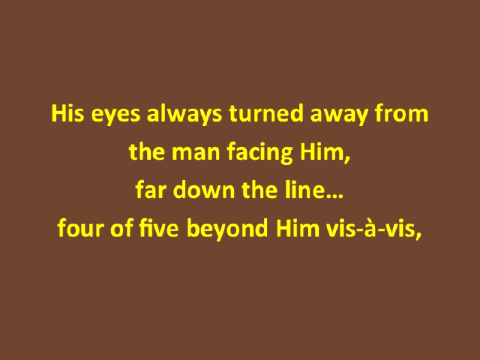 His eyes always turned away from
the man facing Him,
far down the line…
four of five beyond Him vis-à-vis,